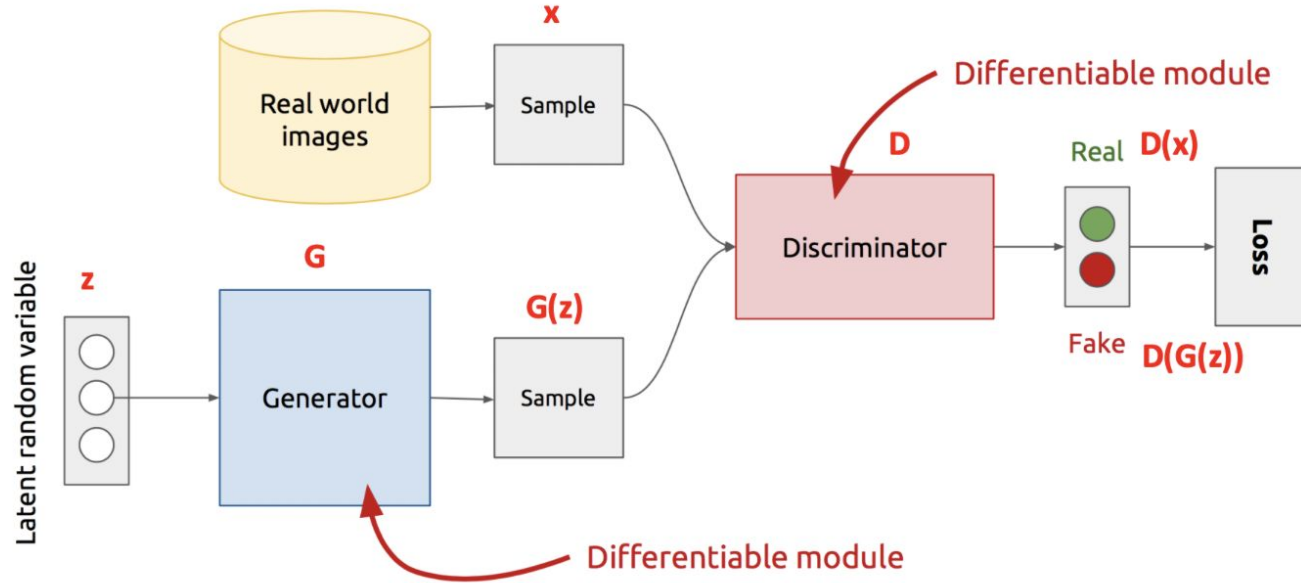 x
Real world
images
Sample
Differentiable module
D
Real
D(x)
Discriminator
Loss
Latent random variable
z
G
Generator
G(z)
Sample
Fake
D(G(z))
Differentiable module